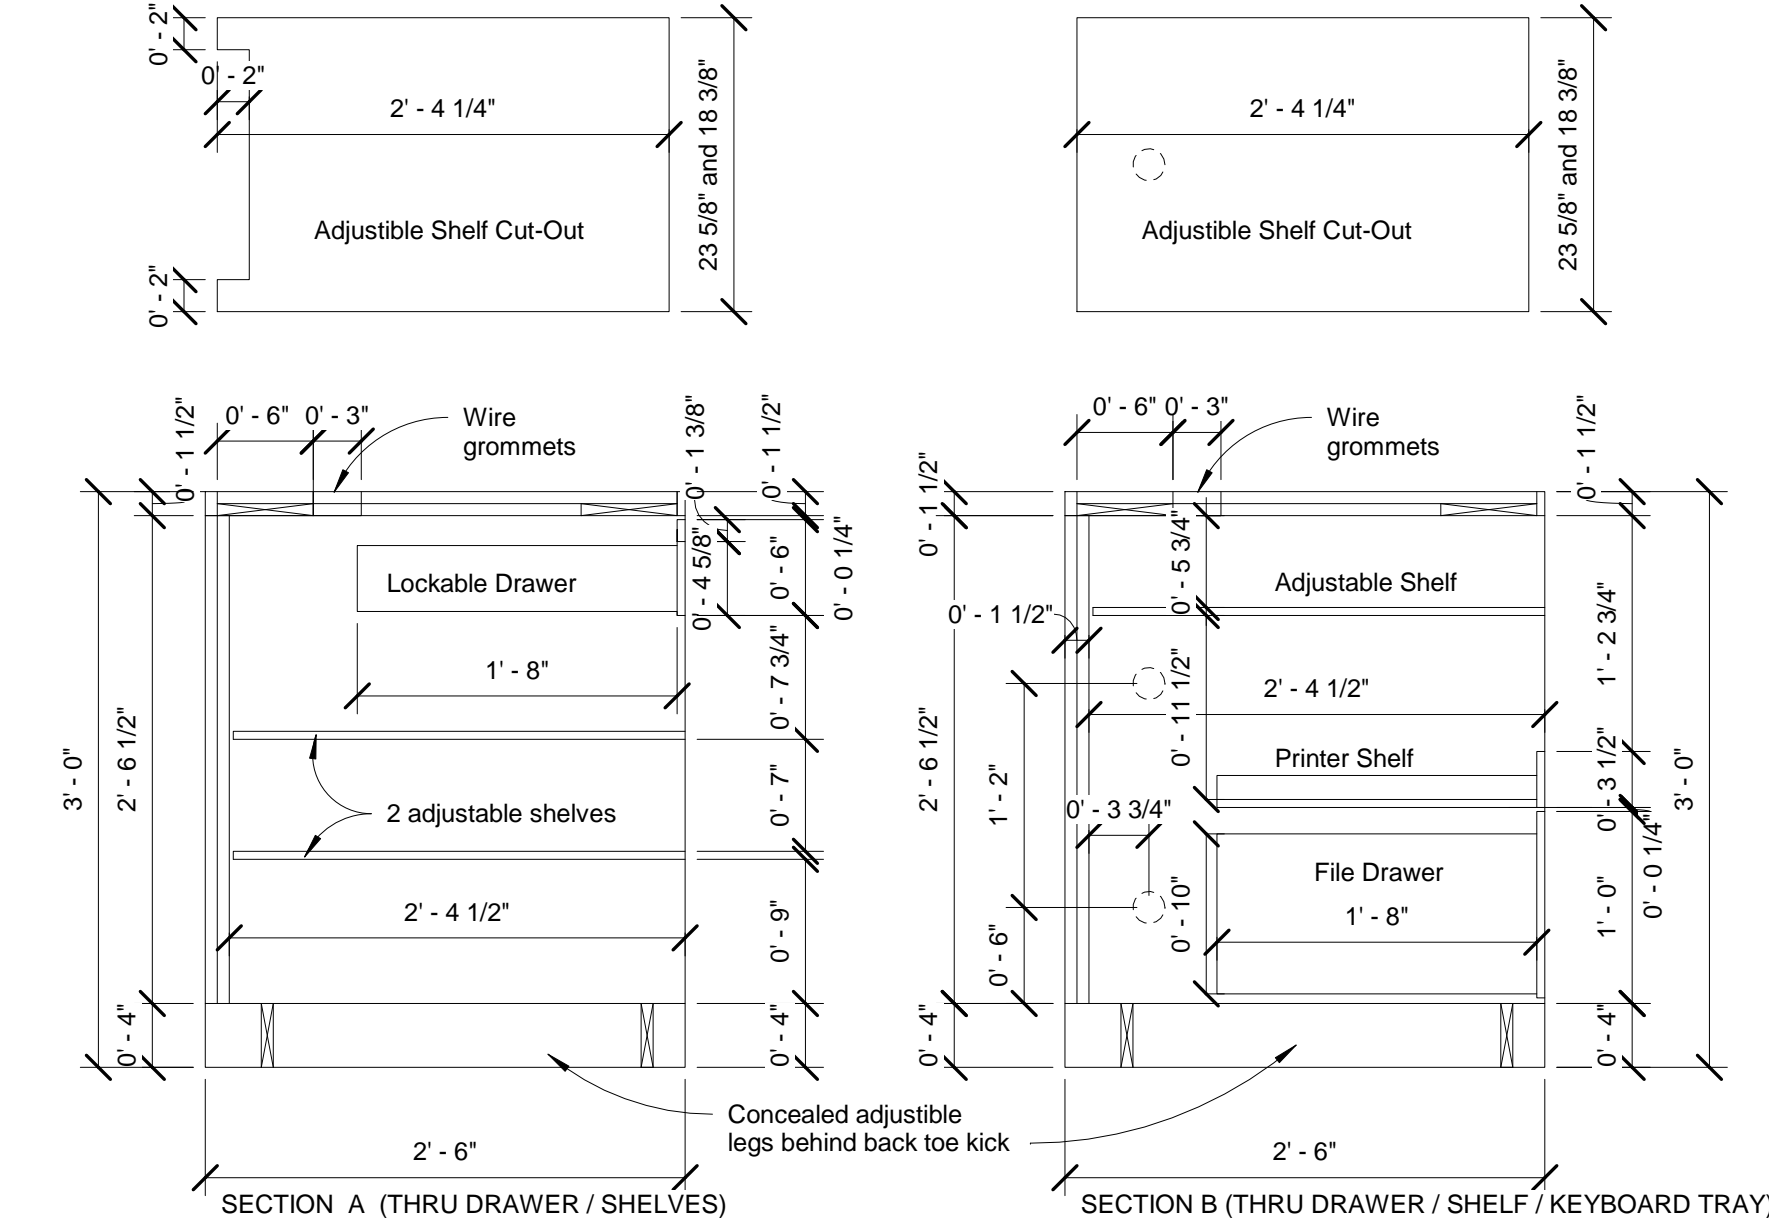 0' - 2"
0' - 2"
2' - 4 1/4"
23 5/8" and 18 3/8"
Adjustible Shelf Cut-Out
0' - 2"
2' - 4 1/4"
23 5/8" and 18 3/8"
Adjustible Shelf Cut-Out
0' - 1 1/2"
0' - 6"
0' - 3"
Wire
grommets
0' - 1 3/8"
0' - 1 1/2"
0' - 4 5/8"
0' - 6"
0' - 0 1/4"
Lockable Drawer
1' - 8"
0' - 7 3/4"
3' - 0"
2' - 6 1/2"
2 adjustable shelves
0' - 7"
2' - 4 1/2"
0' - 9"
0' - 4"
0' - 4"
2' - 6"
SECTION A (THRU DRAWER / SHELVES)
Concealed adjustible
legs behind back toe kick
0' - 1 1/2"
0' - 6"
0' - 3"
Wire
grommets
0' - 1 1/2"
0' - 5 3/4"
Adjustable Shelf
0' - 1 1/2"
1' - 2 3/4"
0' - 11 1/2"
2' - 4 1/2"
2' - 6 1/2"
1' - 2"
Printer Shelf
0' - 3 1/2"
3' - 0"
0' - 3 3/4"
0' - 0 1/4"
File Drawer
1' - 8"
0' - 10"
1' - 0"
0' - 6"
0' - 4"
0' - 4"
2' - 6"
SECTION B (THRU DRAWER / SHELF / KEYBOARD TRAY)